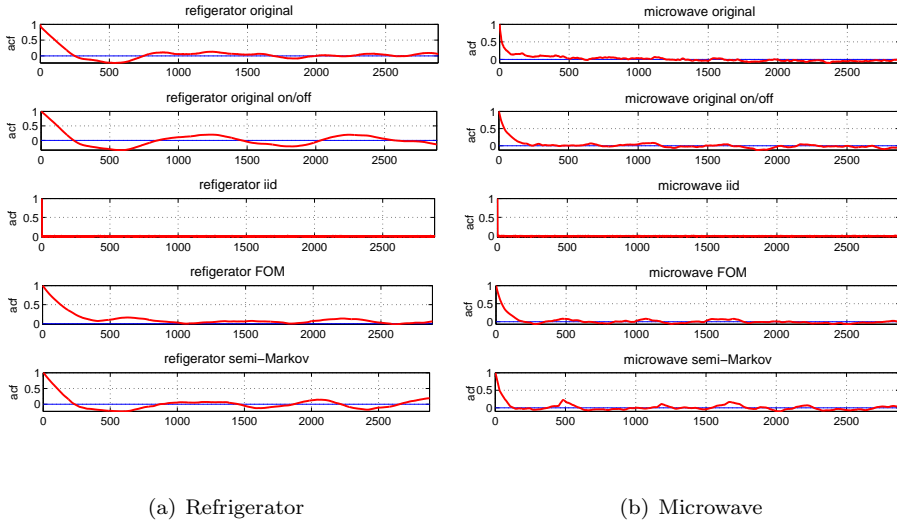 refigerator original
acf
1
0.5
0
0 500 1000 1500 2000 2500
refigerator original on/off
acf
1
0.5
0
0 500 1000 1500 2000 2500
refigerator iid
acf
1
0.5
0
0 500 1000 1500 2000 2500
refigerator FOM
acf
1
0.5
0
0 500 1000 1500 2000 2500
refigerator semi-Markov
acf
1
0.5
0
0 500 1000 1500 2000 2500
(a) Refrigerator
microwave original
acf
1
0.5
0
0 500 1000 1500 2000 2500
microwave original on/off
acf
1
0.5
0
0 500 1000 1500 2000 2500
microwave iid
acf
1
0.5
0
0 500 1000 1500 2000 2500
microwave FOM
acf
1
0.5
0
0 500 1000 1500 2000 2500
microwave semi-Markov
acf
1
0.5
0
0 500 1000 1500 2000 2500
(b) Microwave